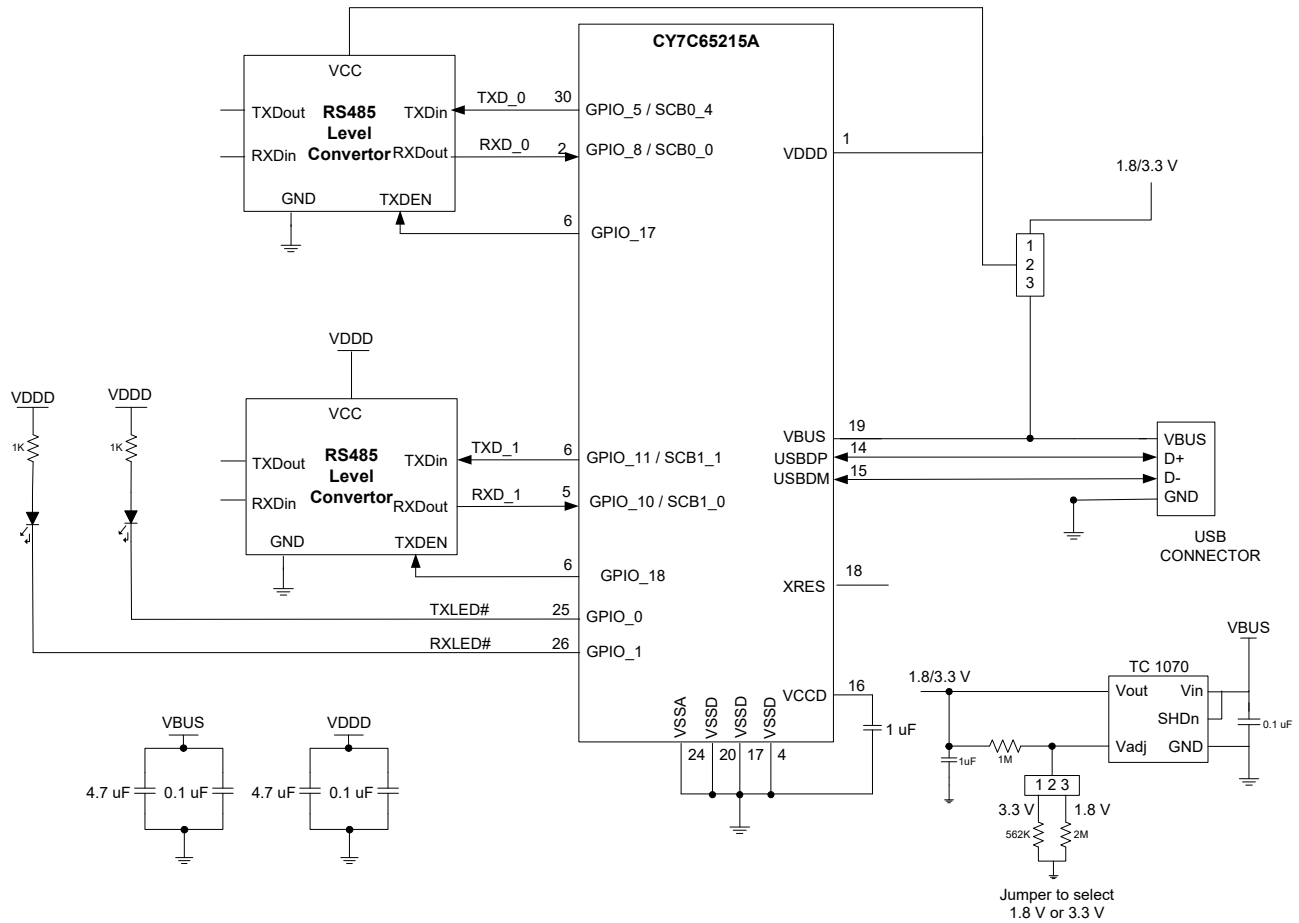 CY7C65215A
VCC
TXDout
RS485
Level
Convertor
TXDin
RXDin
RXDout
GND
TXDEN
TXD_0
30
GPIO_5 / SCB0_4
RXD_0
2
GPIO_8 / SCB0_0
6
GPIO_17
VDDD
1
1.8/3.3 V
1
2
3
VDDD
VCC
TXDout
RS485
Level
Convertor
TXDin
RXDin
RXDout
GND
TXDEN
TXD_1
6
GPIO_11 / SCB1_1
RXD_1
5
GPIO_10 / SCB1_0
6
GPIO_18
VDDD
VDDD
1K
1K
TXLED#
25
GPIO_0
RXLED#
26
GPIO_1
VBUS
19
USBDP
14
USBDM
15
VBUS
D+
D-
GND
USB
CONNECTOR
XRES
18
VCCD
16
1 uF
VSSA
VSSD
VSSD
VSSD
24
20
17
4
VBUS
4.7 uF
0.1 uF
VDDD
4.7 uF
0.1 uF
VBUS
TC 1070
1.8/3.3 V
Vout
Vin
SHDn
Vadj
GND
0.1 uF
1uF
1M
1 2 3
3.3 V
1.8 V
562K
2M
Jumper to select
1.8 V or 3.3 V